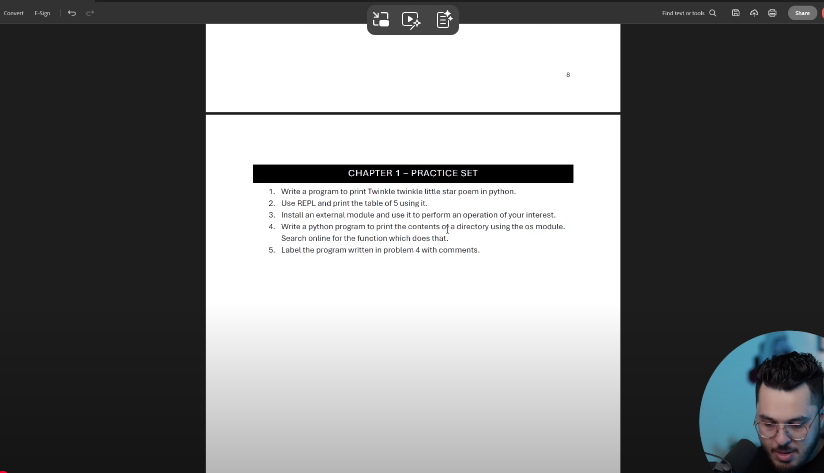 Convert E-Sign Find text or tools Share
8
CHAPTER 1 – PRACTICE SET
1. Write a program to print Twinkle twinkle little star poem in python.
2. Use REPL and print the table of 5 using it.
3. Install an external module and use it to perform an operation of your interest.
4. Write a python program to print the contents of a directory using the os module.
Search online for the function which does that.
5. Label the program written in problem 4 with comments.